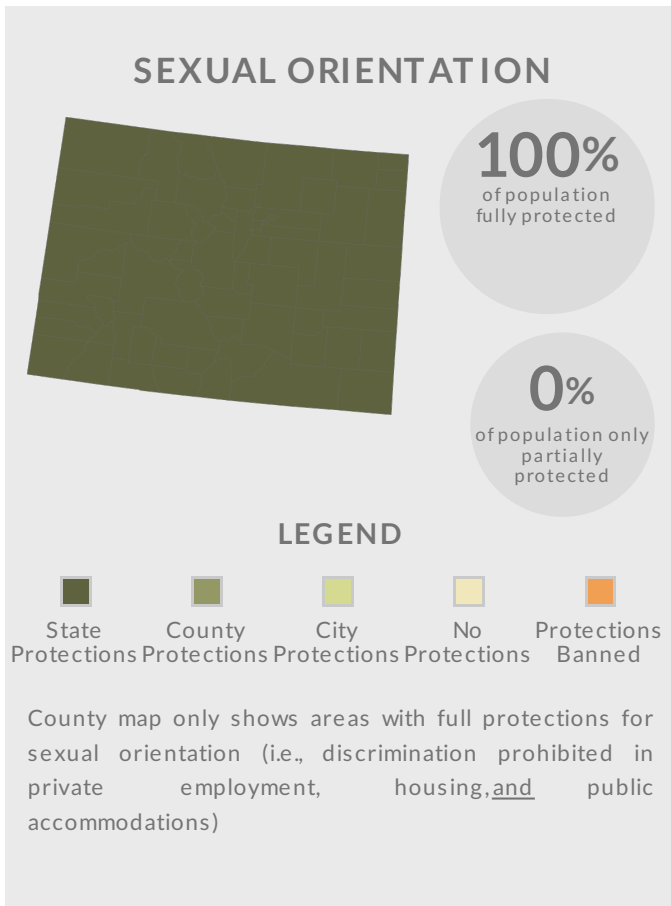 SEXUAL ORIENTATION
100%
of population
fully protected
0%
of population only
partially
protected
LEGEND
State
Protections
County
Protections
City
Protections
No
Protections
Protections
Banned
County map only shows areas with full protections for
sexual orientation (i.e., discrimination prohibited in
private employment, housing, and public
accommodations)